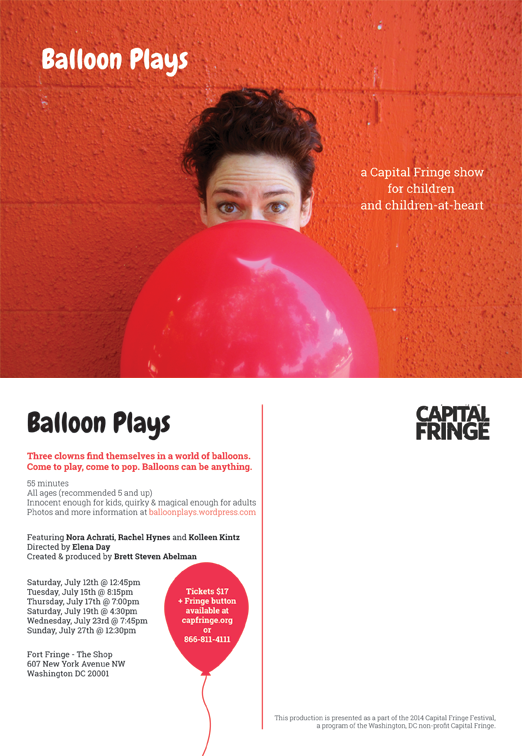 Balloon Plays
a Capital Fringe show
for children
and children-at-heart
Balloon Plays
Three clowns find themselves in a world of balloons.
Come to play, come to pop. Balloons can be anything.
55 minutes
All ages (recommended 5 and up)
Innocent enough for kids, quirky & magical enough for adults
Photos and more information at balloonplays.wordpress.com
Featuring Nora Achrati, Rachel Hynes and Kolleen Kintz
Directed by Elena Day
Created & produced by Brett Steven Abelman
Saturday, July 12th @ 12:45pm
Tuesday, July 15th @ 8:15pm
Thursday, July 17th @ 7:00pm
Saturday, July 19th @ 4:30pm
Wednesday, July 23rd @ 7:45pm
Sunday, July 27th @ 12:30pm
Fort Fringe - The Shop
607 New York Avenue NW
Washington DC 20001
Tickets $17
+ Fringe button
available at
capfringe.org
or
866-811-4111
CAPITAL
FRINGE
This production is presented as a part of the 2014 Capital Fringe Festival,
a program of the Washington, DC non-profit Capital Fringe.